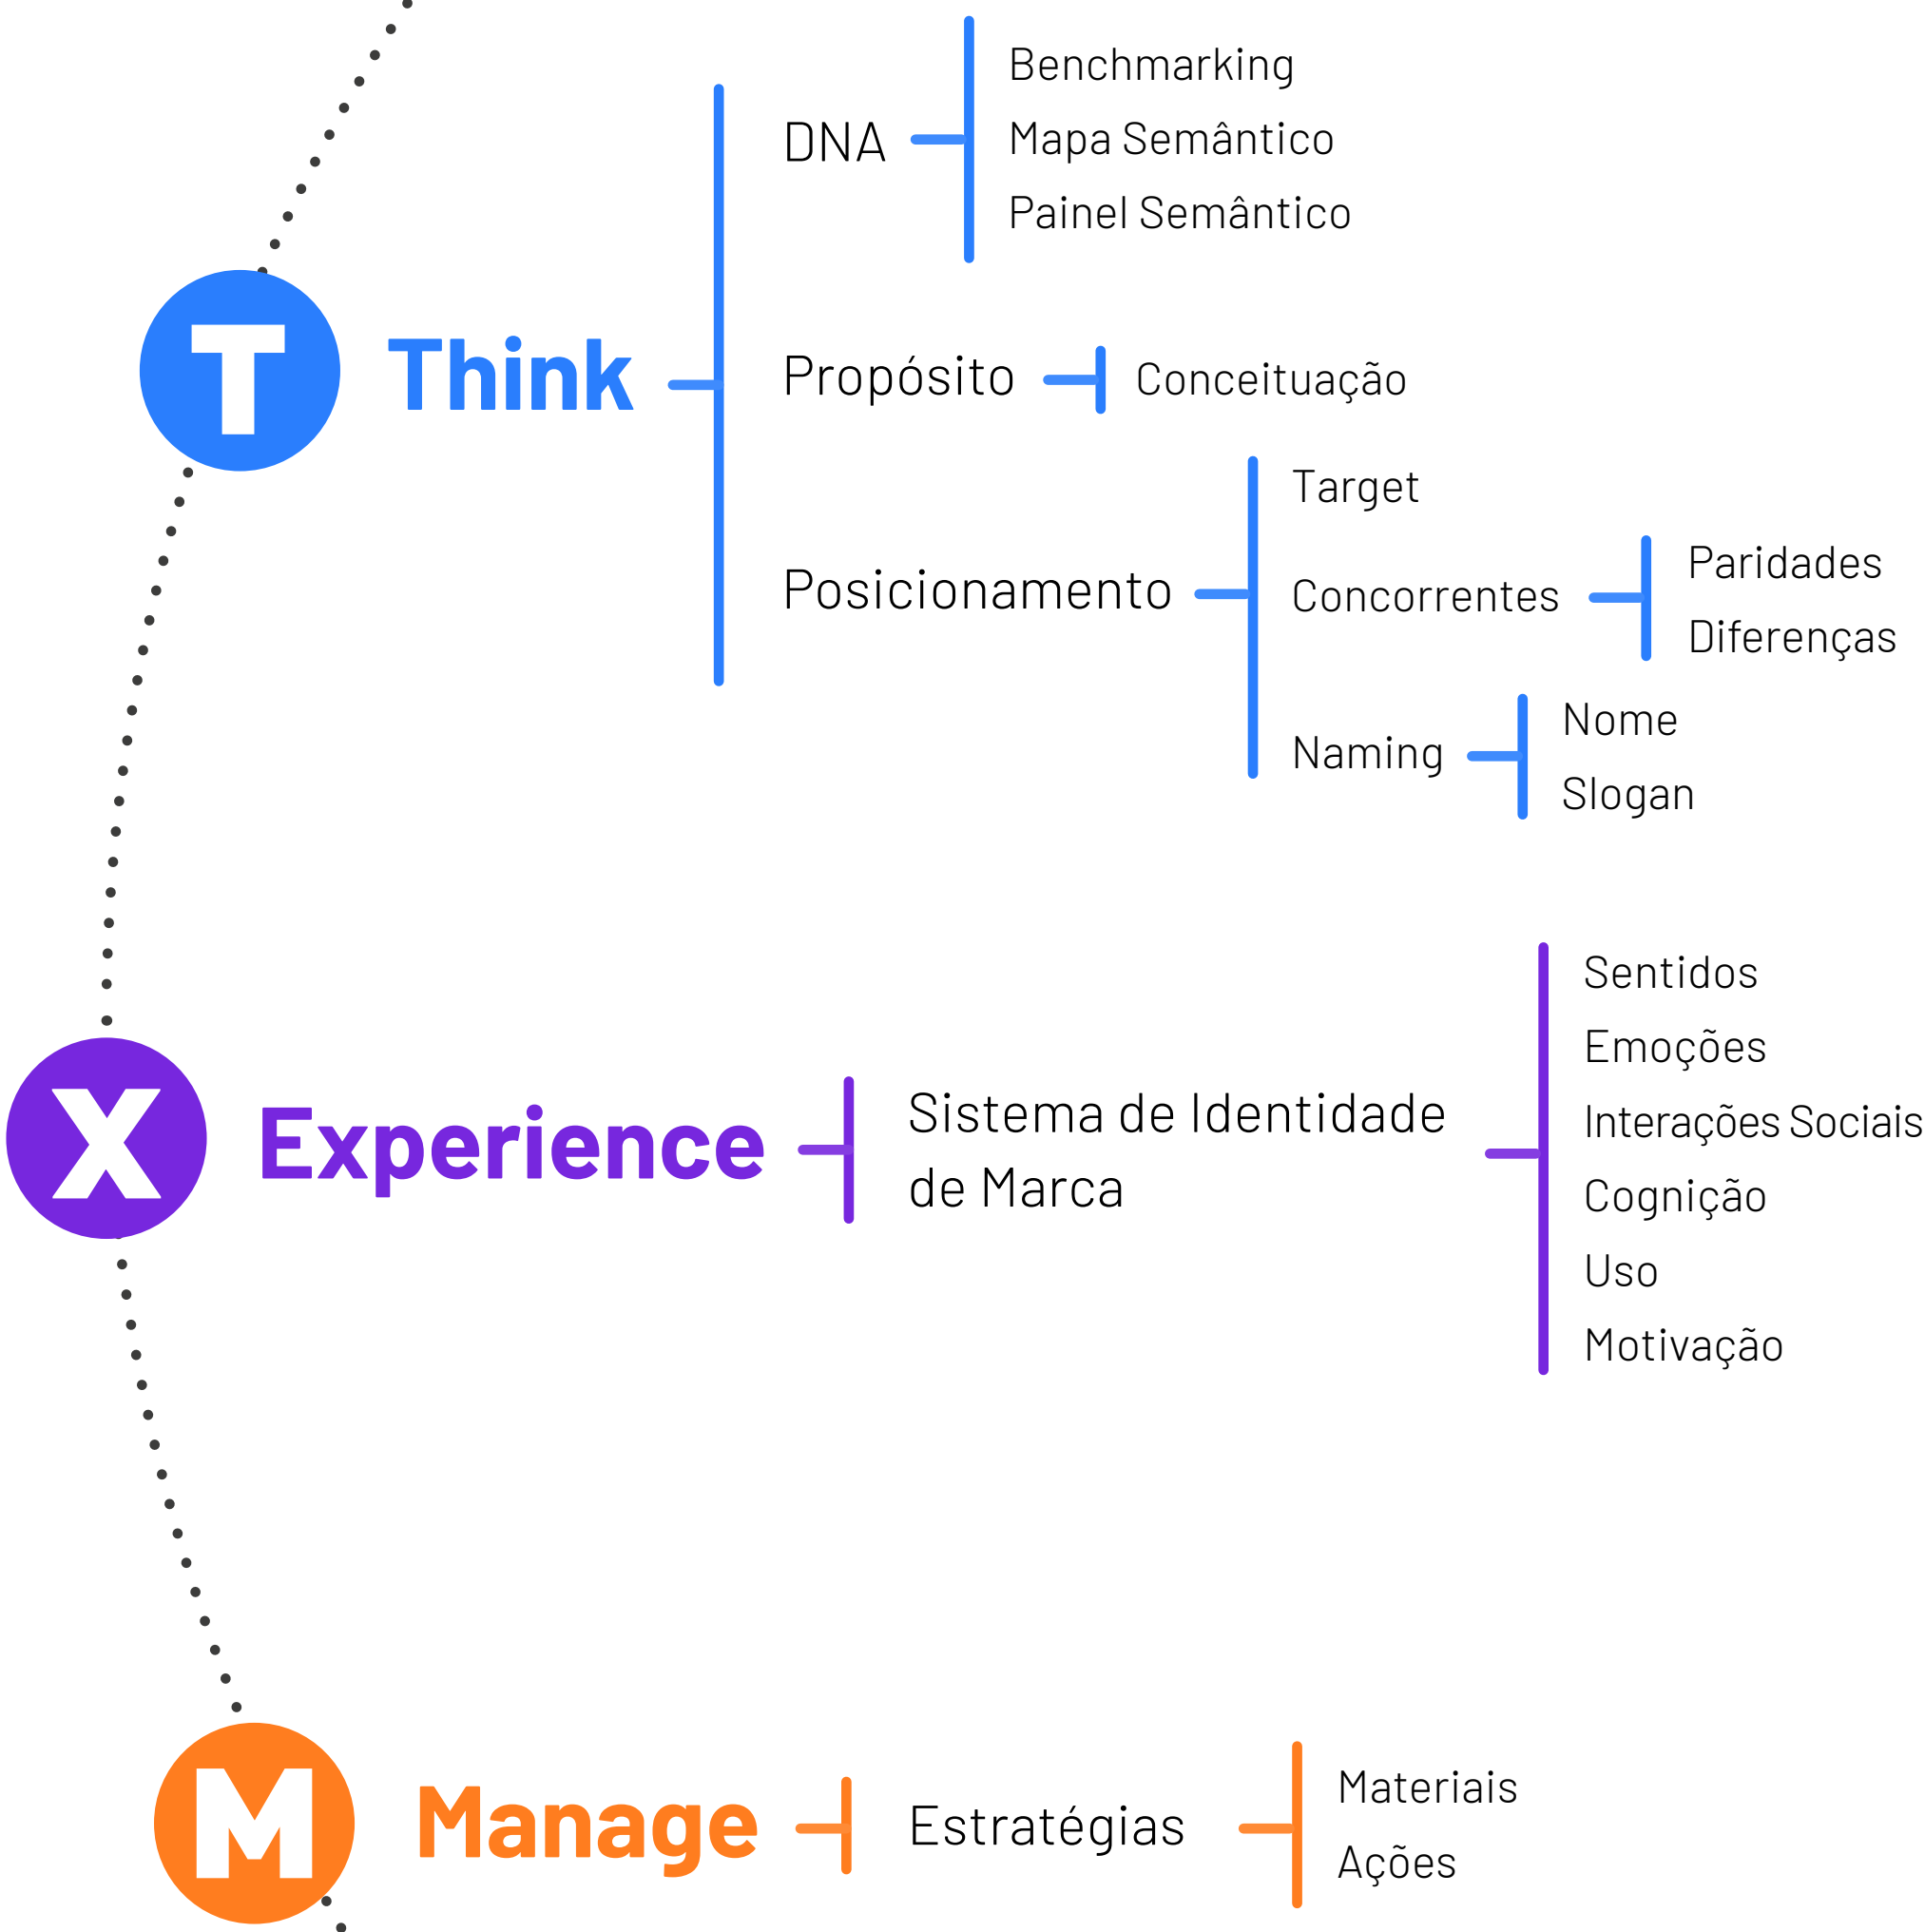 T
Think
DNA
Benchmarking
Mapa Semântico
Painel Semântico
Propósito
Conceituação
Posicionamento
Target
Concorrentes
Paridades
Diferenças
Naming
Nome
Slogan
X
Experience
Sistema de Identidade
de Marca
Sentidos
Emoções
Interações Sociais
Cognição
Uso
Motivação
M
Manage
Estratégias
Materiais
Ações